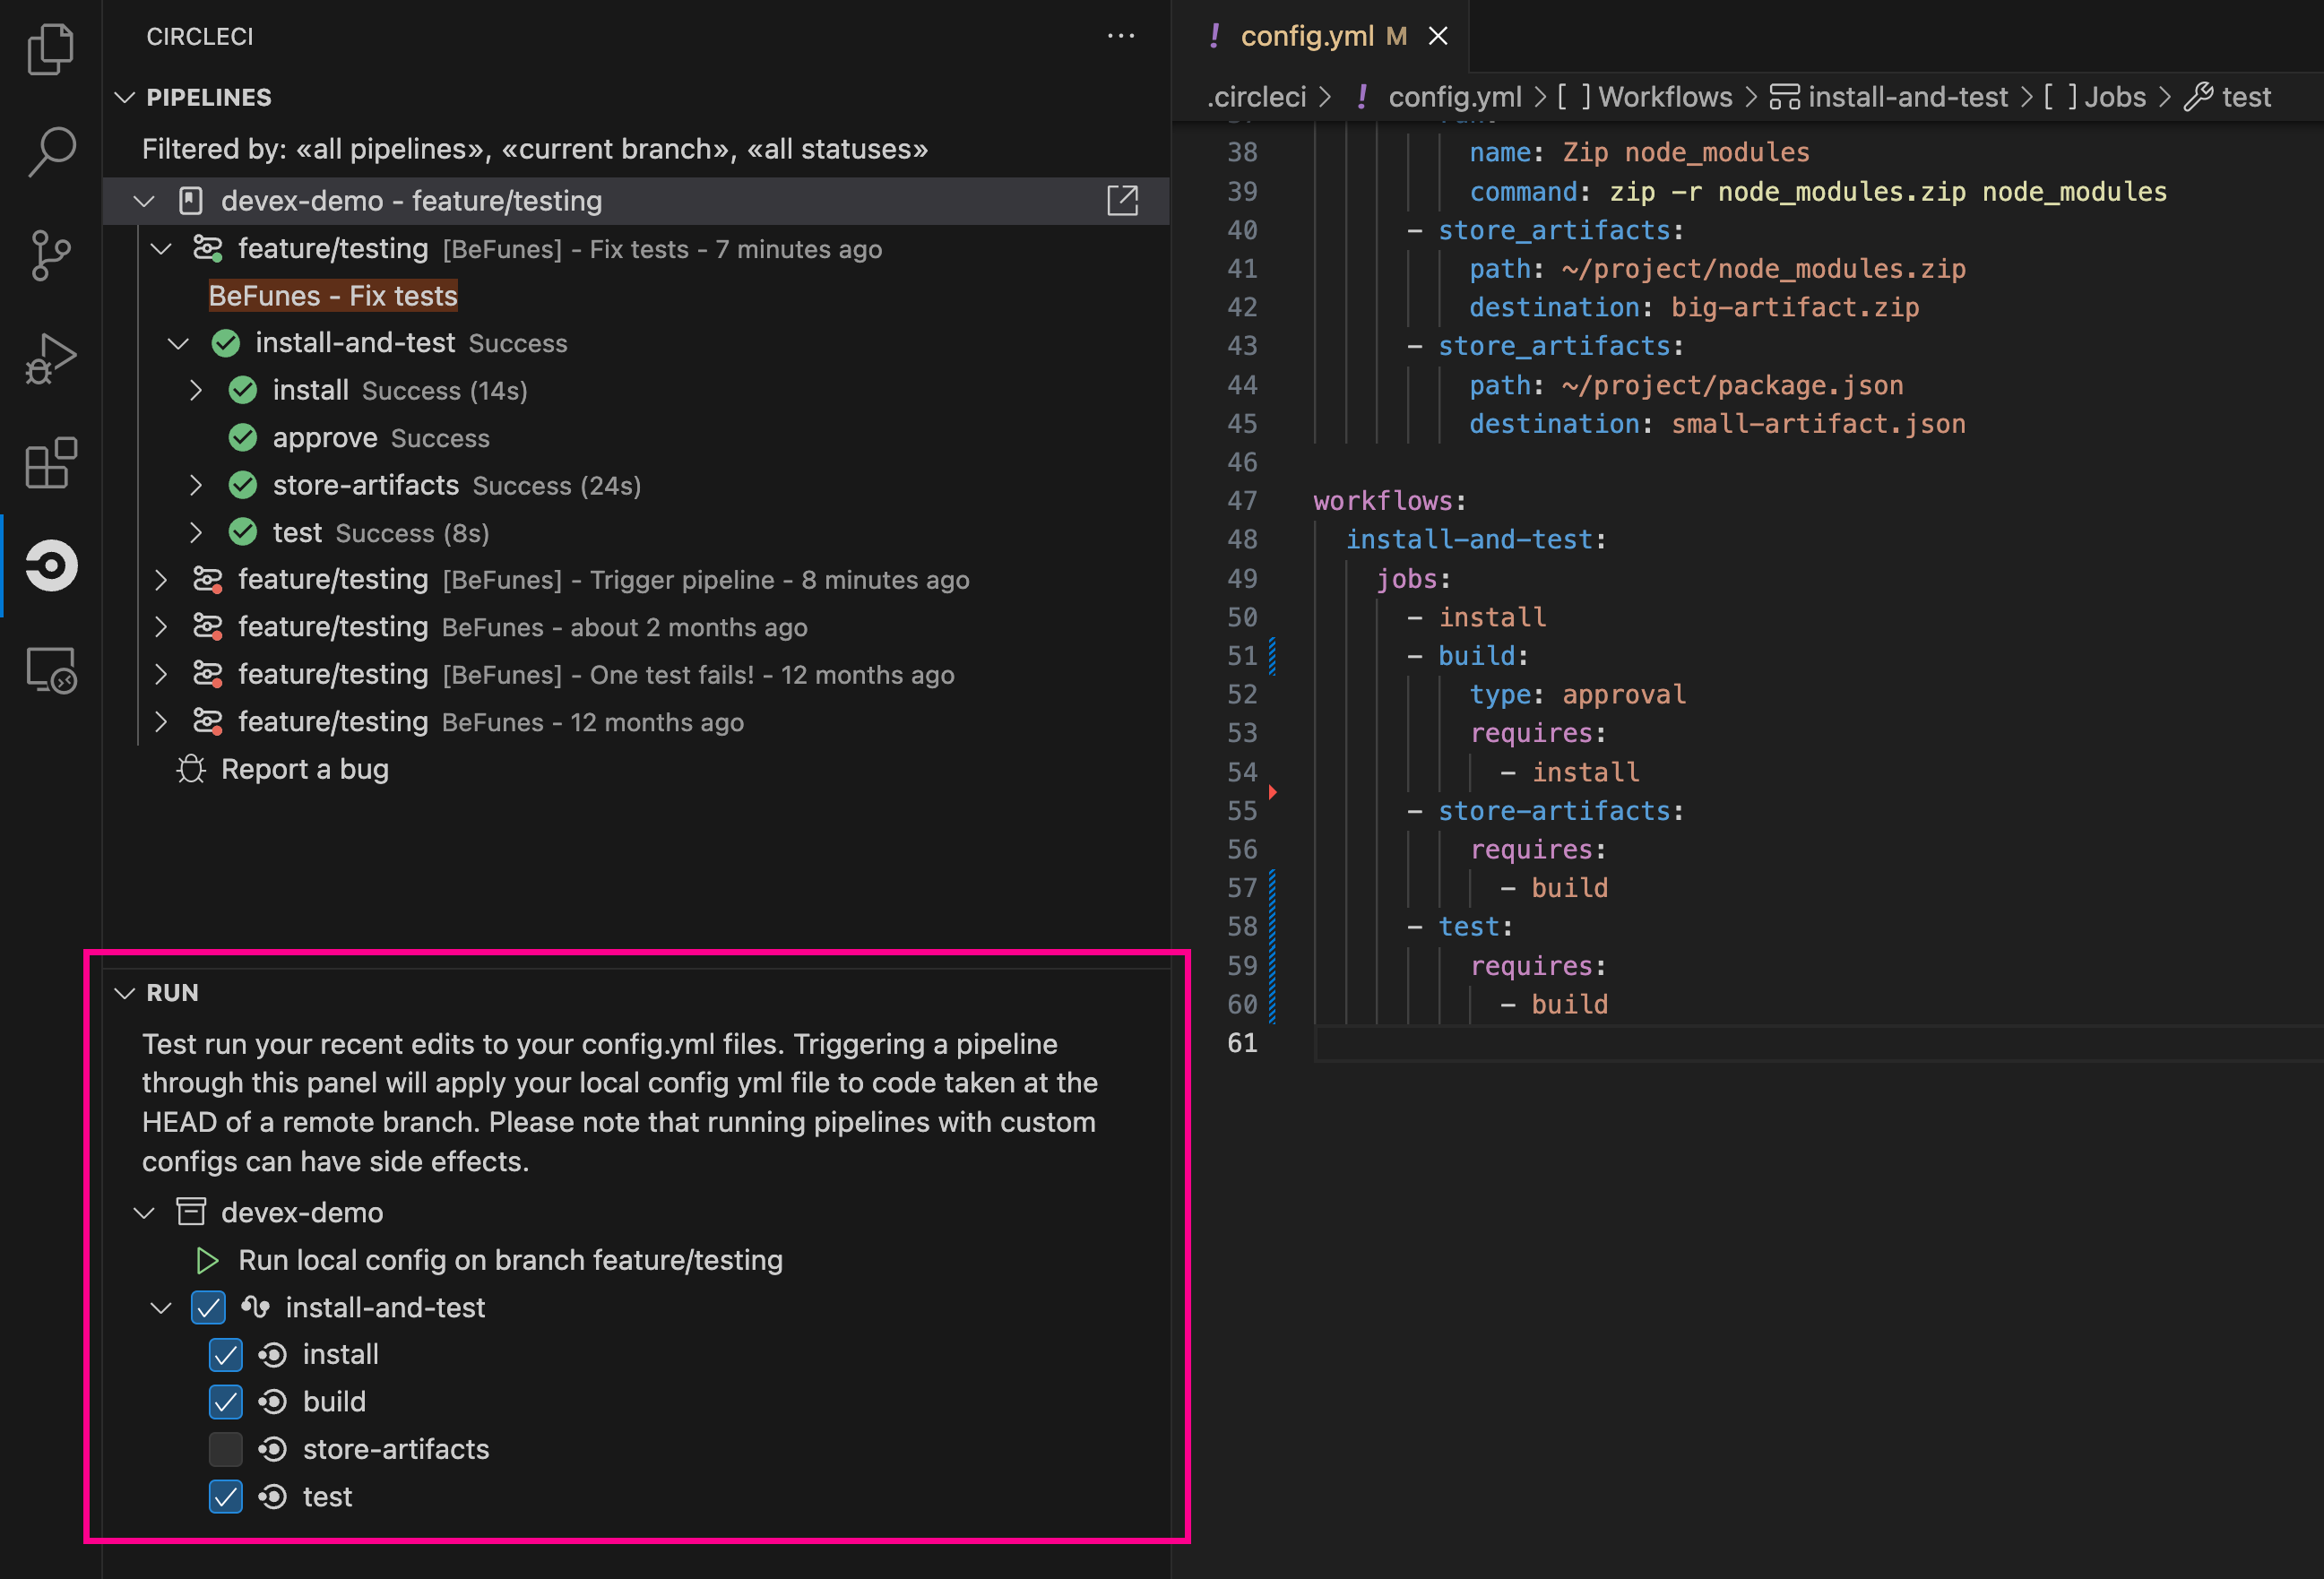 CIRCLECI
PIPELINES
Filtered by: «all pipelines», «current branch», «all statuses»
devex-demo - feature/testing
feature/testing [BeFunes] - Fix tests - 7 minutes ago
BeFunes - Fix tests
install-and-test Success
install Success (14s)
approve Success
store-artifacts Success (24s)
test Success (8s)
feature/testing [BeFunes] - Trigger pipeline - 8 minutes ago
feature/testing BeFunes - about 2 months ago
feature/testing [BeFunes] - One test fails! - 12 months ago
feature/testing BeFunes - 12 months ago
Report a bug
RUN
Test run your recent edits to your config.yml files. Triggering a pipeline
through this panel will apply your local config yml file to code taken at the
HEAD of a remote branch. Please note that running pipelines with custom
configs can have side effects.
devex-demo
Run local config on branch feature/testing
install-and-test
install
build
store-artifacts
test
! config.yml M
.circleci > ! config.yml > [ ] Workflows > install-and-test > [ ] Jobs > test
38 name: Zip node_modules
39 command: zip -r node_modules.zip node_modules
40 - store_artifacts:
41 path: ~/project/node_modules.zip
42 destination: big-artifact.zip
43 - store_artifacts:
44 path: ~/project/package.json
45 destination: small-artifact.json
46
47 workflows:
48 install-and-test:
49 jobs:
50 - install
51 - build:
52 type: approval
53 requires:
54 - install
55 - store-artifacts:
56 requires:
57 - build
58 - test:
59 requires:
60 - build
61